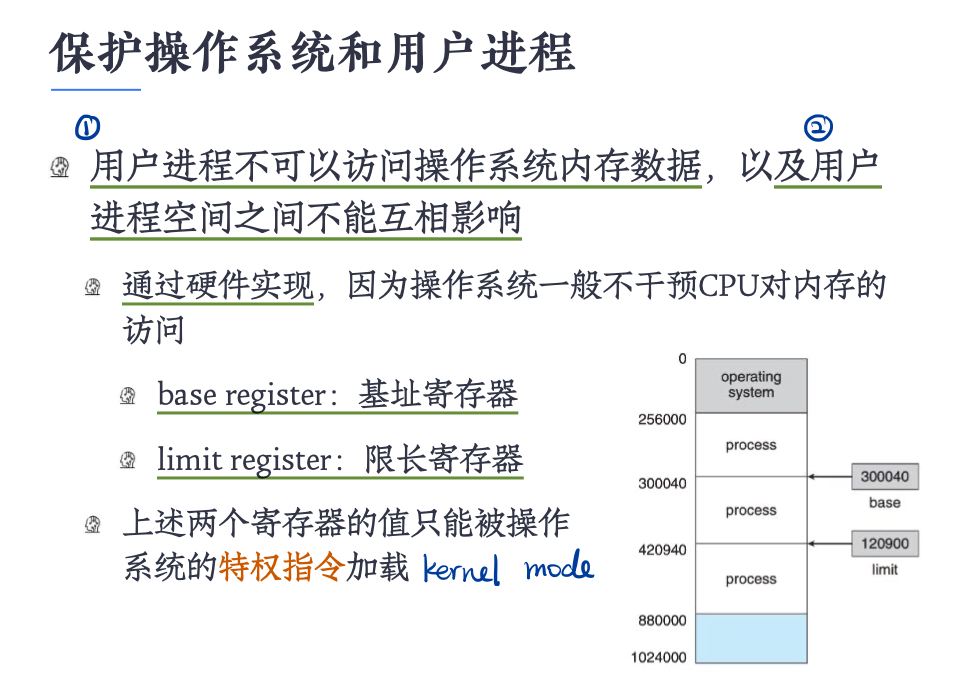 保护操作系统和用户进程
① ②
用户进程不可以访问操作系统内存数据，以及用户
进程空间之间不能互相影响
通过硬件实现，因为操作系统一般不干预CPU对内存的
访问
base register：基址寄存器
limit register：限长寄存器
上述两个寄存器的值只能被操作
系统的特权指令加载 kernel mode
0
operating
system
256000
process
300040
300040
base
process
420940
120900
limit
process
880000
1024000